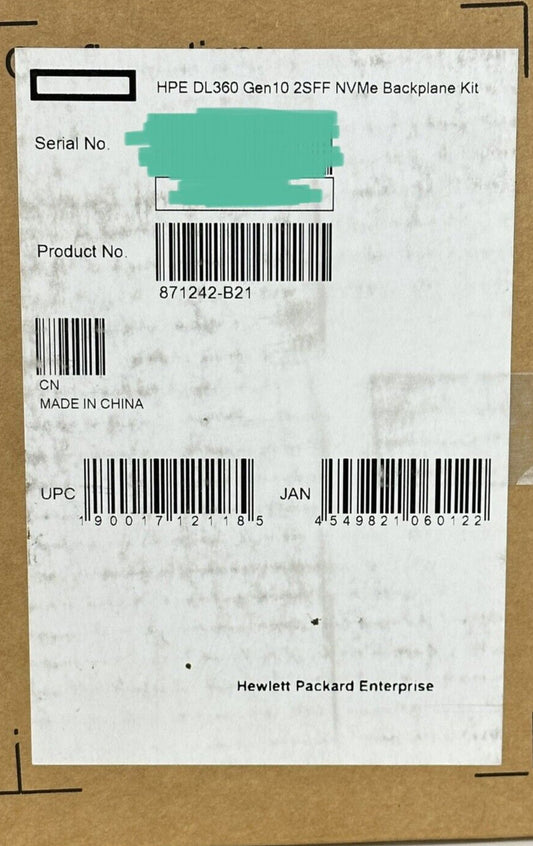 HPE DL360 Gen10 2SFF NVMe Backplane Kit
Serial No.
Product No.
871242-B21
CN
MADE IN CHINA
UPC 190017121185
JAN 4549821060122
Hewlett Packard Enterprise